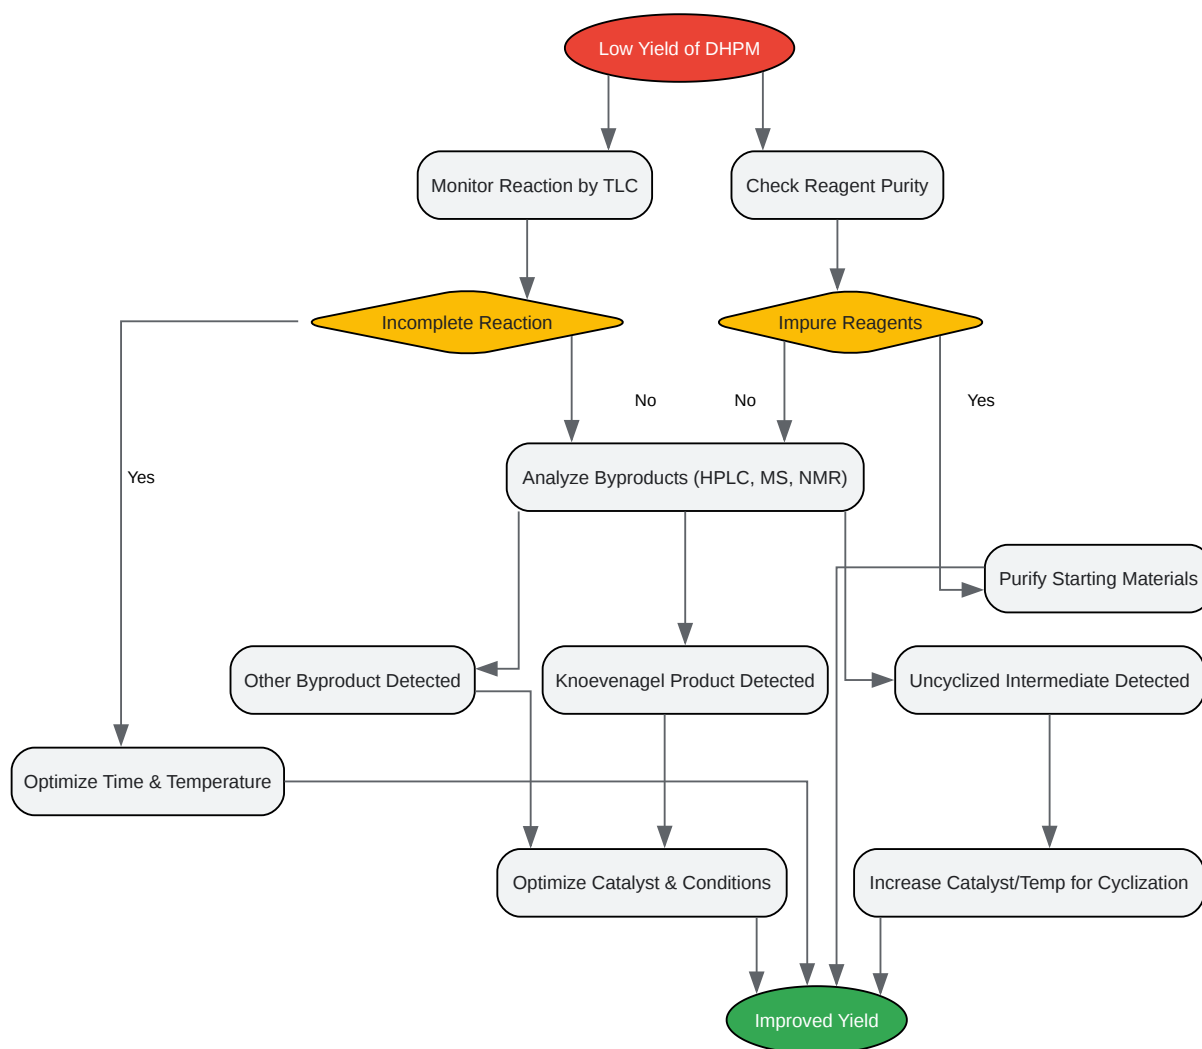 Low Yield of DHPM
Monitor Reaction by TLC
Check Reagent Purity
Incomplete Reaction
Impure Reagents
No
No
Yes
Yes
Analyze Byproducts (HPLC, MS, NMR)
Purify Starting Materials
Other Byproduct Detected
Knoevenagel Product Detected
Uncyclized Intermediate Detected
Optimize Time & Temperature
Optimize Catalyst & Conditions
Increase Catalyst/Temp for Cyclization
Improved Yield